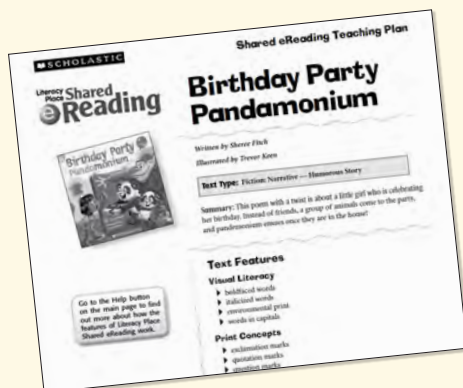 SCHOLASTIC
Shared eReading Teaching Plan
Literacy Place Shared
eReading
Birthday Party
Pandamonium
Written by Sheree Fitch
Illustrated by Trevor Keen
Birthday Party
Pandamonium
Text Type: Fiction: Narrative — Humorous Story
Summary: This poem with a twist is about a little girl who is celebrating
her birthday. Instead of friends, a group of animals come to the party,
and pandemonium ensues once they are in the house!
Go to the Help button
on the main page to find
out more about how the
features of Literacy Place
Shared eReading work.
Text Features
Visual Literacy
boldfaced words
italicized words
environmental print
words in capitals
Print Concepts
exclamation marks
quotation marks
question marks